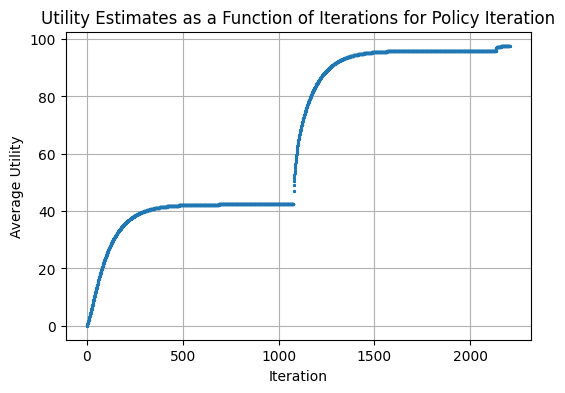 Utility Estimates as a Function of Iterations for Policy Iteration
100
80
60
40
20
0
Average Utility
0 500 1000 1500 2000
Iteration